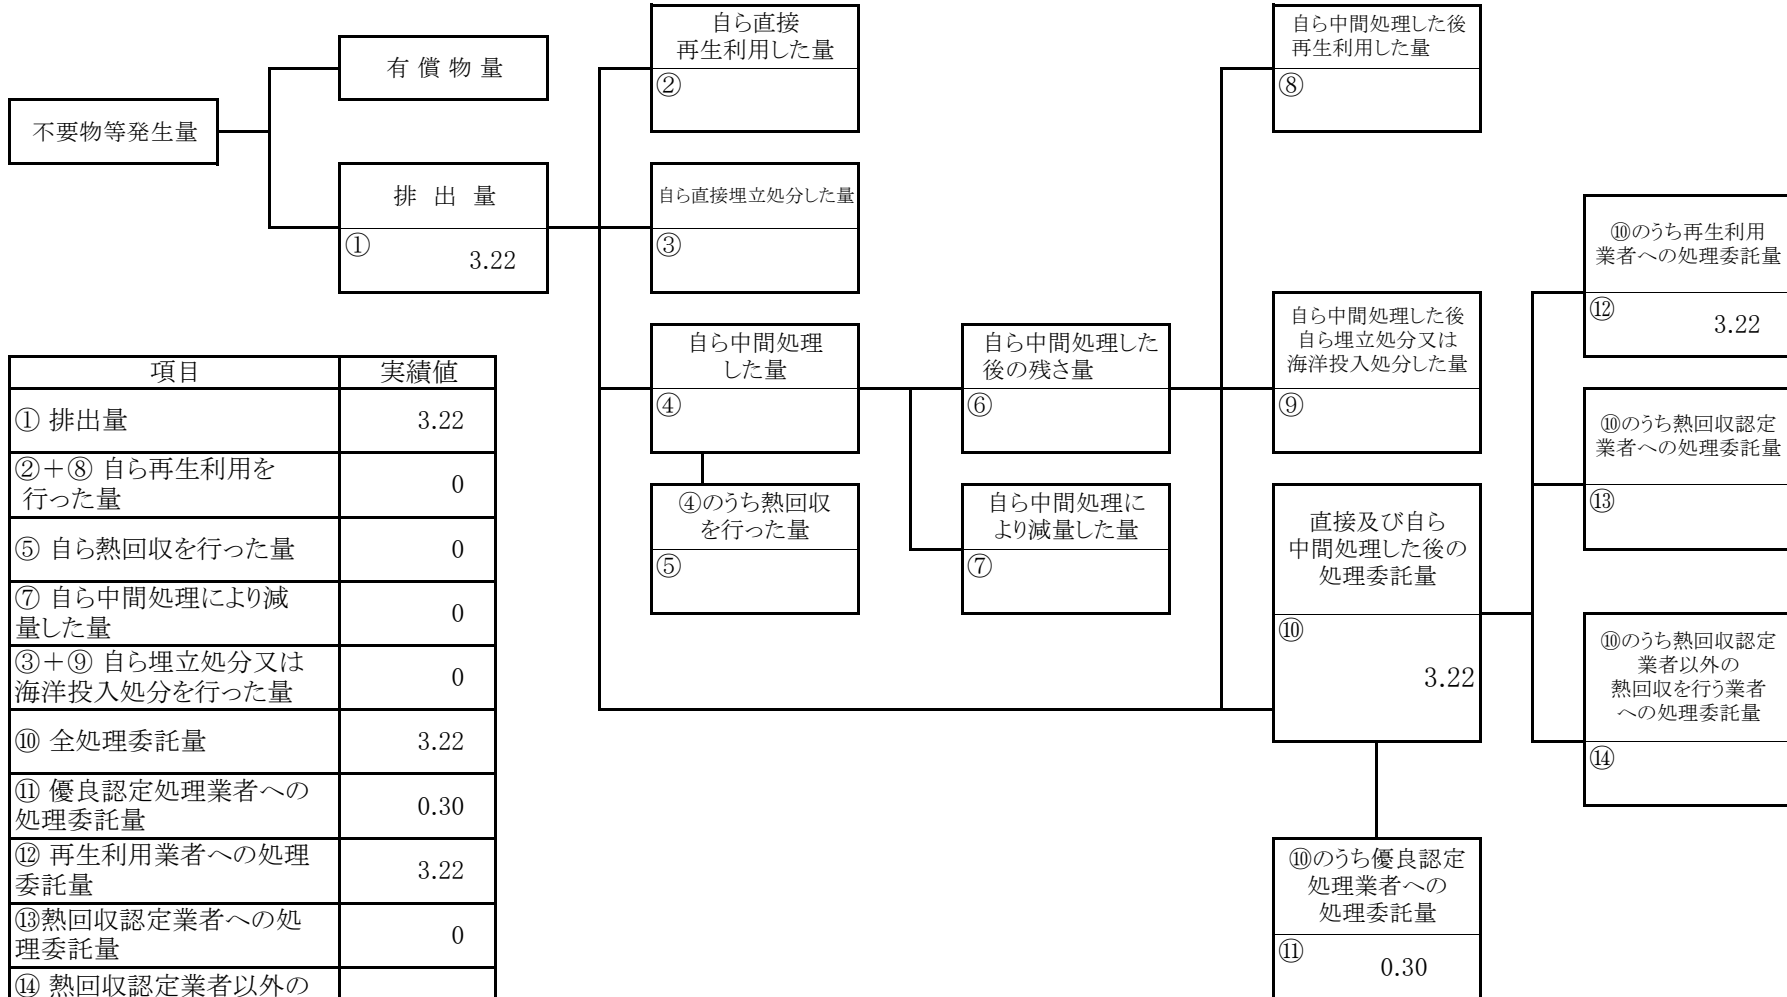 不要物等発生量
有 償 物 量
排 出 量
①
3.22
自ら直接
再生利用した量
②
自ら直接埋立処分した量
③
自ら中間処理
した量
④
④のうち熱回収
を行った量
⑤
自ら中間処理した
後の残さ量
⑥
自ら中間処理に
より減量した量
⑦
自ら中間処理した後
再生利用した量
⑧
自ら中間処理した後
自ら埋立処分又は
海洋投入処分した量
⑨
直接及び自ら
中間処理した後の
処理委託量
⑩
3.22
⑩のうち優良認定
処理業者への
処理委託量
⑪
0.30
⑩のうち再生利用
業者への処理委託量
⑫
3.22
⑩のうち熱回収認定
業者への処理委託量
⑬
⑩のうち熱回収認定
業者以外の
熱回収を行う業者
への処理委託量
⑭
項目 実績値
① 排出量 3.22
②＋⑧ 自ら再生利用を
行った量 0
⑤ 自ら熱回収を行った量 0
⑦ 自ら中間処理により減
量した量 0
③＋⑨ 自ら埋立処分又は
海洋投入処分を行った量 0
⑩ 全処理委託量 3.22
⑪ 優良認定処理業者への
処理委託量 0.30
⑫ 再生利用業者への処理
委託量 3.22
⑬熱回収認定業者への処
理委託量 0
⑭ 熱回収認定業者以外の